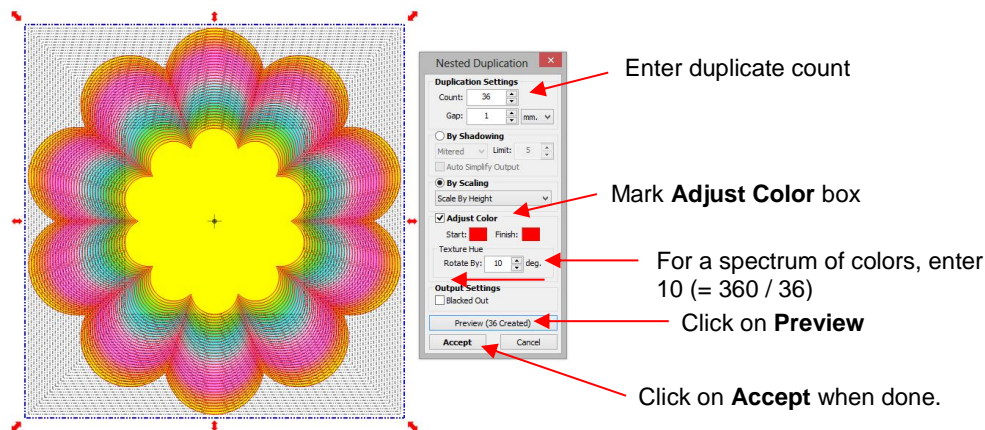 Nested Duplication
Duplication Settings
Count: 36
Gap: 1 mm.
By Shadowing
Mitered Limit: 5
Auto Simplify Output
By Scaling
Scale By Height
Adjust Color
Start: Finish:
Texture Hue
Rotate By: 10 deg.
Output Settings
Blacked Out
Preview (36 Created)
Accept Cancel
Enter duplicate count
Mark Adjust Color box
For a spectrum of colors, enter
10 (= 360 / 36)
Click on Preview
Click on Accept when done.